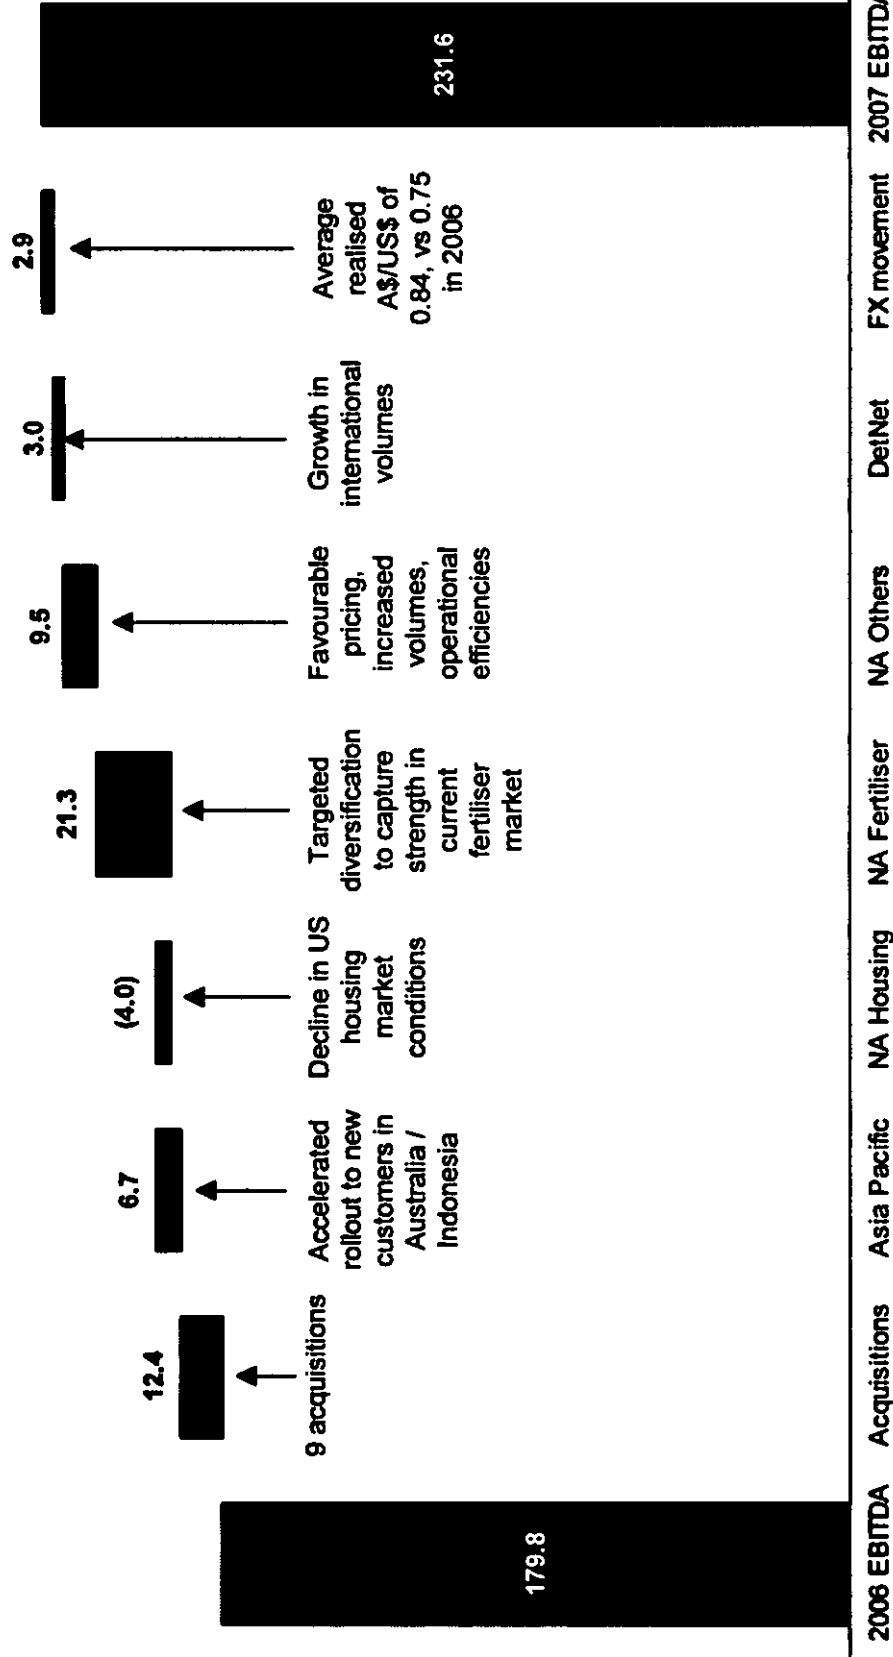 179.8
12.4
9 acquisitions
6.7
Accelerated
rollout to new
customers in
Australia /
Indonesia
(4.0)
Decline in US
housing
market
conditions
21.3
Targeted
diversification
to capture
strength in
current
fertiliser
market
9.5
Favourable
pricing,
increased
volumes,
operational
efficiencies
3.0
Growth in
international
volumes
2.9
Average
realised
A$/US$ of
0.84, vs 0.75
in 2006
231.6
2006 EBITDA Acquisitions Asia Pacific NA Housing NA Fertiliser NA Others DetNet FX movement 2007 EBITDA